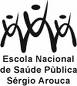 Escola Nacional
de Saúde Pública
Sérgio Arouca